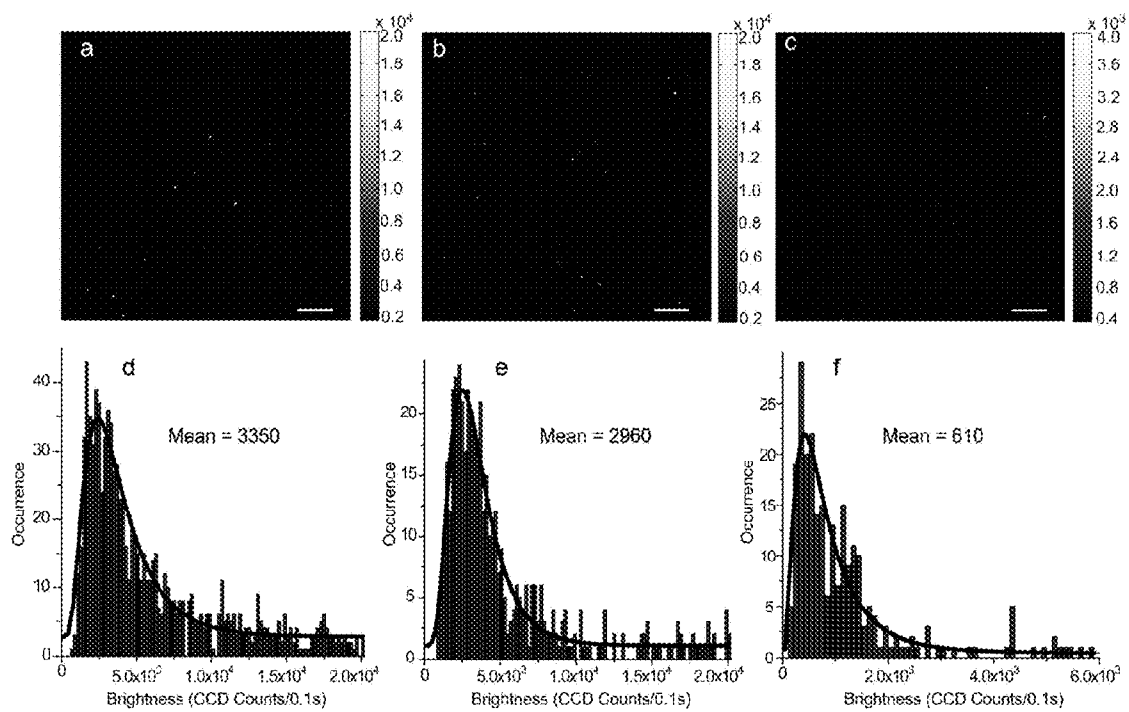 a
x 10⁴
2.0
1.8
1.6
1.4
1.2
1.0
0.8
0.6
0.4
0.2
b
x 10⁴
2.0
1.8
1.6
1.4
1.2
1.0
0.8
0.6
0.4
0.2
c
x 10³
4.0
3.6
3.2
2.8
2.4
2.0
1.6
1.2
0.8
0.4
d
Mean = 3350
Occurrence
40
30
20
10
0
0
5.0x10³
1.0x10⁴
1.5x10⁴
Brightness (CCD Counts/0.1s)
e
Mean = 2960
Occurrence
20
15
10
5
0
0.0
5.0x10³
1.0x10⁴
1.5x10⁴
Brightness (CCD Counts/0.1s)
f
Mean = 610
Occurrence
25
20
15
10
5
0
0
2.0x10³
4.0x10³
6.0x10³
Brightness (CCD Counts/0.1s)